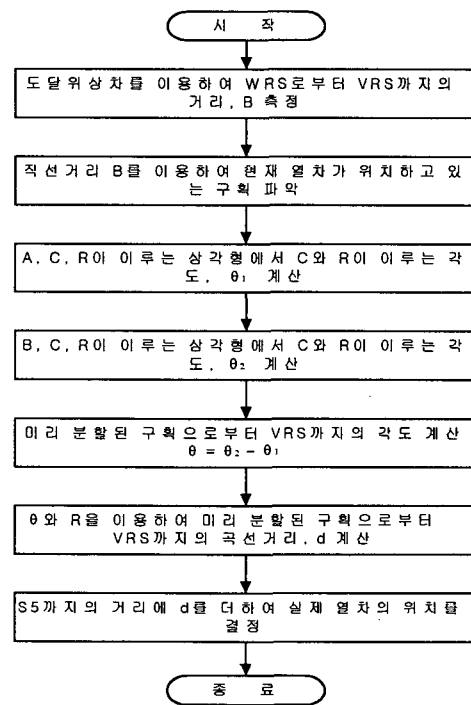 시 작
도달위상차를 이용하여 WRS로부터 VRS까지의
거리, B 측정
직선거리 B를 이용하여 현재 열차가 위치하고 있
는 구획 파악
A, C, R이 이루는 삼각형에서 C와 R이 이루는 각
도, θ₁ 계산
B, C, R이 이루는 삼각형에서 C와 R이 이루는 각
도, θ₂ 계산
미리 분할된 구획으로부터 VRS까지의 각도 계산
θ = θ₂ - θ₁
θ와 R을 이용하여 미리 분할된 구획으로부터
VRS까지의 곡선거리, d 계산
S5까지의 거리에 d를 더하여 실제 열차의 위치를
결정
종 료